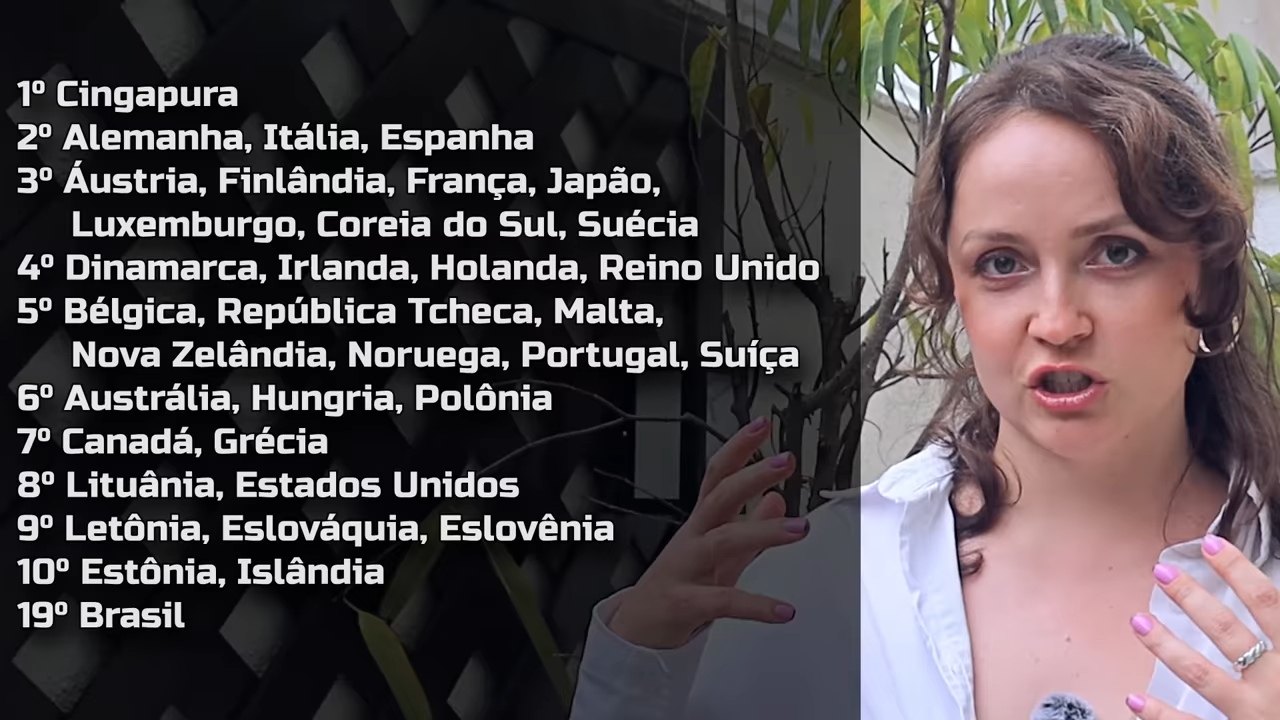 1º Cingapura
2º Alemanha, Itália, Espanha
3º Áustria, Finlândia, França, Japão,
Luxemburgo, Coreia do Sul, Suécia
4º Dinamarca, Irlanda, Holanda, Reino Unido
5º Bélgica, República Tcheca, Malta,
Nova Zelândia, Noruega, Portugal, Suíça
6º Austrália, Hungria, Polônia
7º Canadá, Grécia
8º Lituânia, Estados Unidos
9º Letônia, Eslováquia, Eslovênia
10º Estônia, Islândia
19º Brasil